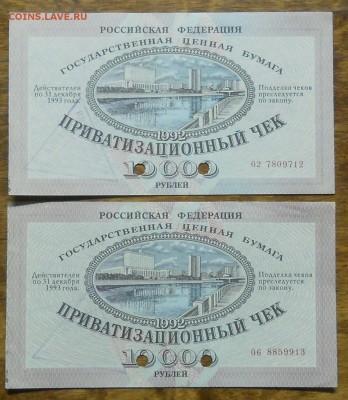 COINS.LAVE.RU
РОССИЙСКАЯ ФЕДЕРАЦИЯ
ГОСУДАРСТВЕННАЯ ЦЕННАЯ БУМАГА
Действителен
по 31 декабря
1993 года.
Подделка чеков
преследуется
по закону.
1992
ПРИВАТИЗАЦИОННЫЙ ЧЕК
10000
02 7809712
РУБЛЕЙ
РОССИЙСКАЯ ФЕДЕРАЦИЯ
ГОСУДАРСТВЕННАЯ ЦЕННАЯ БУМАГА
Действителен
по 31 декабря
1993 года.
Подделка чеков
преследуется
по закону.
1992
ПРИВАТИЗАЦИОННЫЙ ЧЕК
10000
06 8859913
РУБЛЕЙ